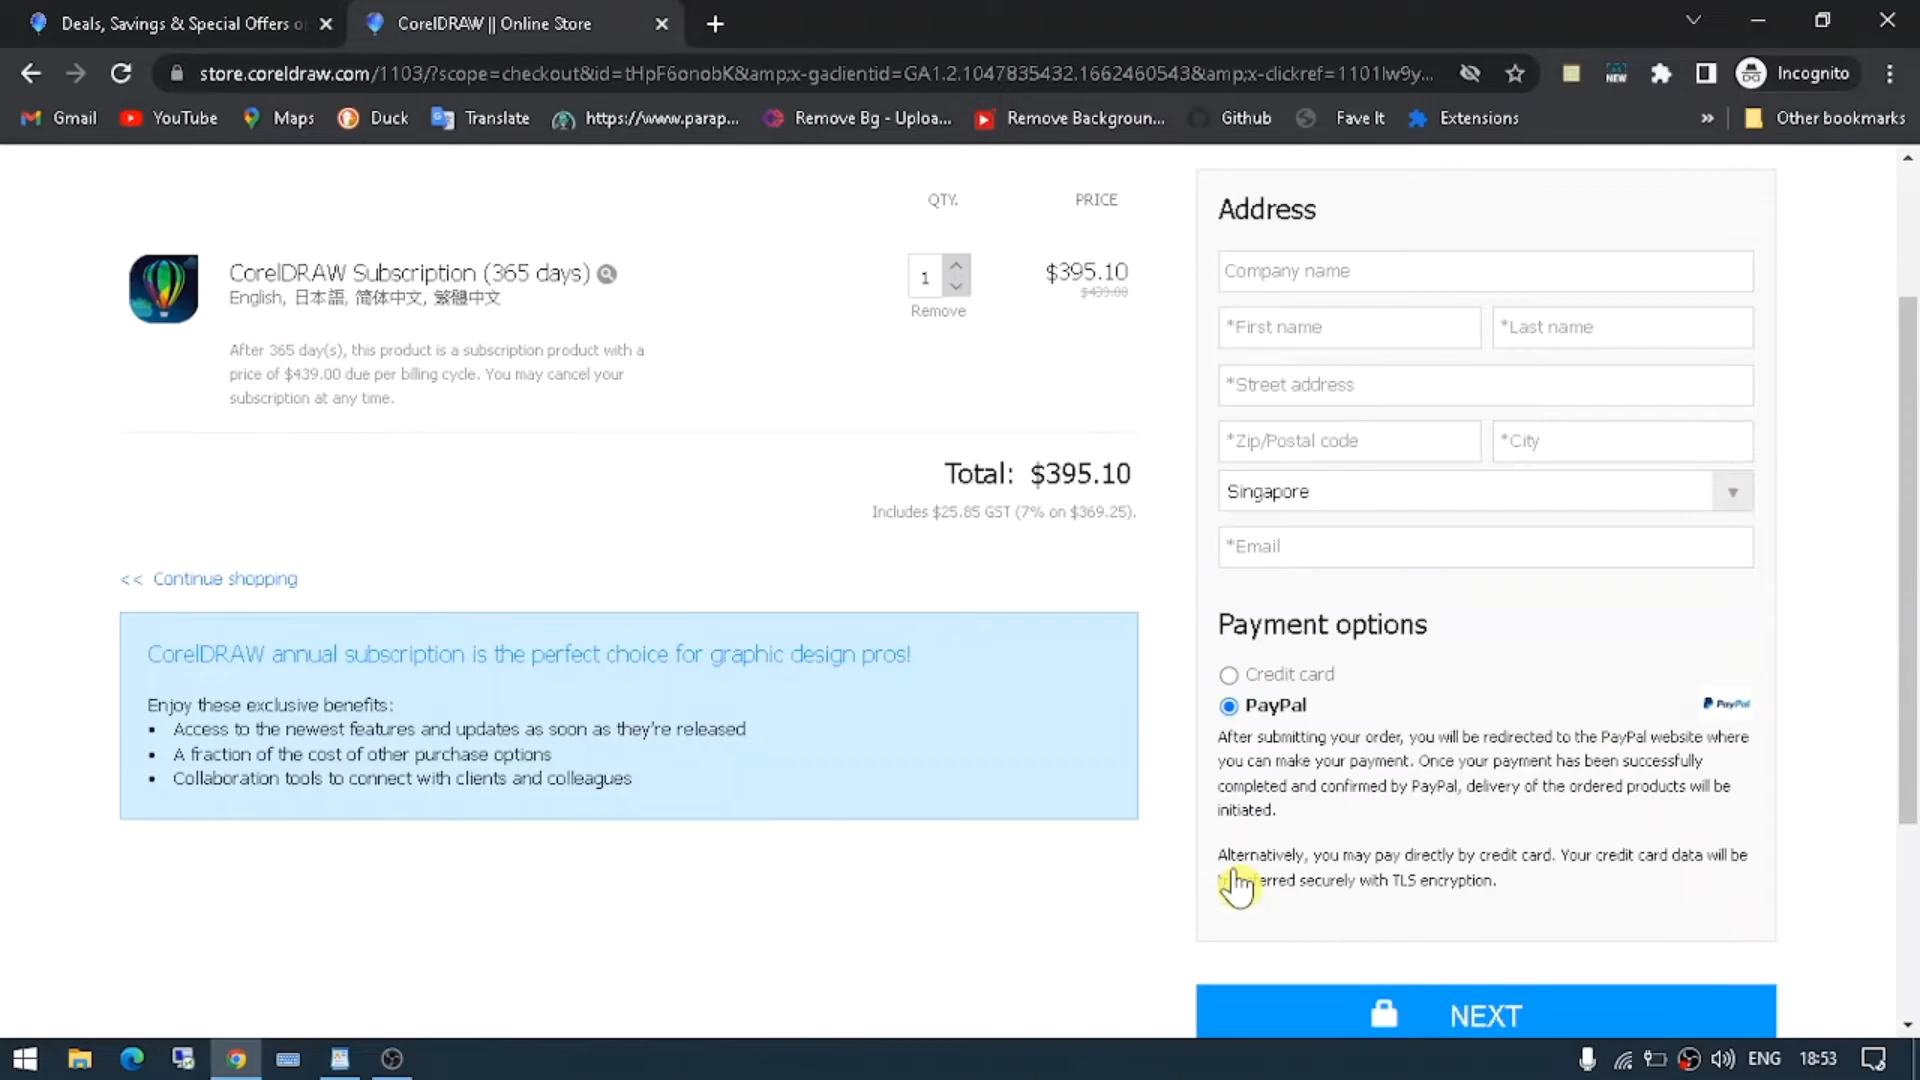 Deals, Savings & Special Offers o
CorelDRAW || Online Store
store.coreldraw.com/1103/?scope=checkout&id=tHpF6onobK&amp;x-gaclientid=GA1.2.1047835432.1662460543&amp;x-clickref=1101lw9y...
NEW
Incognito
Gmail
YouTube
Maps
Duck
Translate
https://www.parap...
Remove Bg - Uploa...
Remove Backgroun...
Github
Fave It
Extensions
»
Other bookmarks
QTY.
PRICE
CorelDRAW Subscription (365 days)
English, 日本語, 简体中文, 繁體中文
1
Remove
$395.10
$439.00
After 365 day(s), this product is a subscription product with a
price of $439.00 due per billing cycle. You may cancel your
subscription at any time.
Total: $395.10
Includes $25.85 GST (7% on $369.25).
<< Continue shopping
CorelDRAW annual subscription is the perfect choice for graphic design pros!
Enjoy these exclusive benefits:
▪ Access to the newest features and updates as soon as they're released
▪ A fraction of the cost of other purchase options
▪ Collaboration tools to connect with clients and colleagues
Address
Company name
*First name
*Last name
*Street address
*Zip/Postal code
*City
Singapore
*Email
Payment options
Credit card
PayPal
PayPal
After submitting your order, you will be redirected to the PayPal website where
you can make your payment. Once your payment has been successfully
completed and confirmed by PayPal, delivery of the ordered products will be
initiated.
Alternatively, you may pay directly by credit card. Your credit card data will be
securely with TLS encryption.
NEXT
ENG
18:53